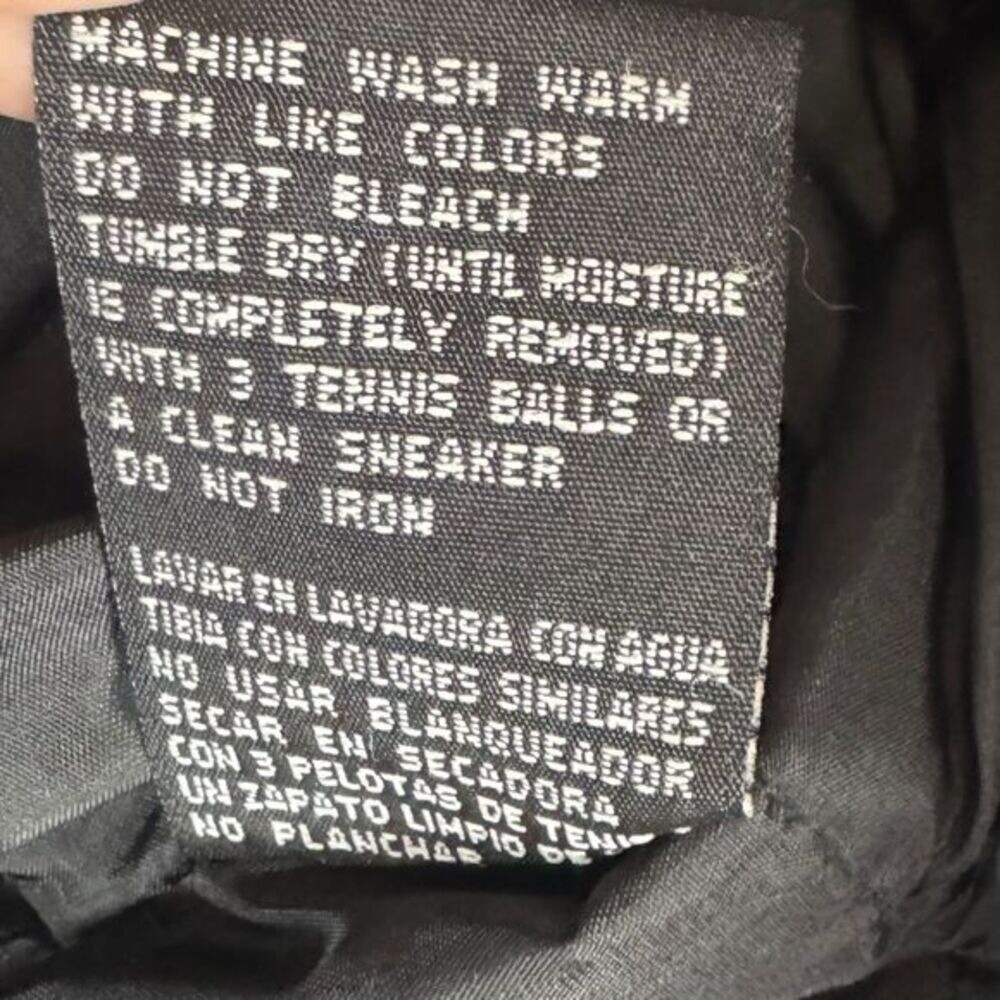 MACHINE WASH WARM
WITH LIKE COLORS
DO NOT BLEACH
TUMBLE DRY (UNTIL MOISTURE
IS COMPLETELY REMOVED)
WITH 3 TENNIS BALLS OR
A CLEAN SNEAKER
DO NOT IRON
LAVAR EN LAVADORA CON AGUA
TIBIA CON COLORES SIMILARES
NO USAR BLANQUEADOR
SECAR EN SECADORA
CON 3 PELOTAS DE
UN ZAPATO LIMPIO DE
NO PLANCHAR